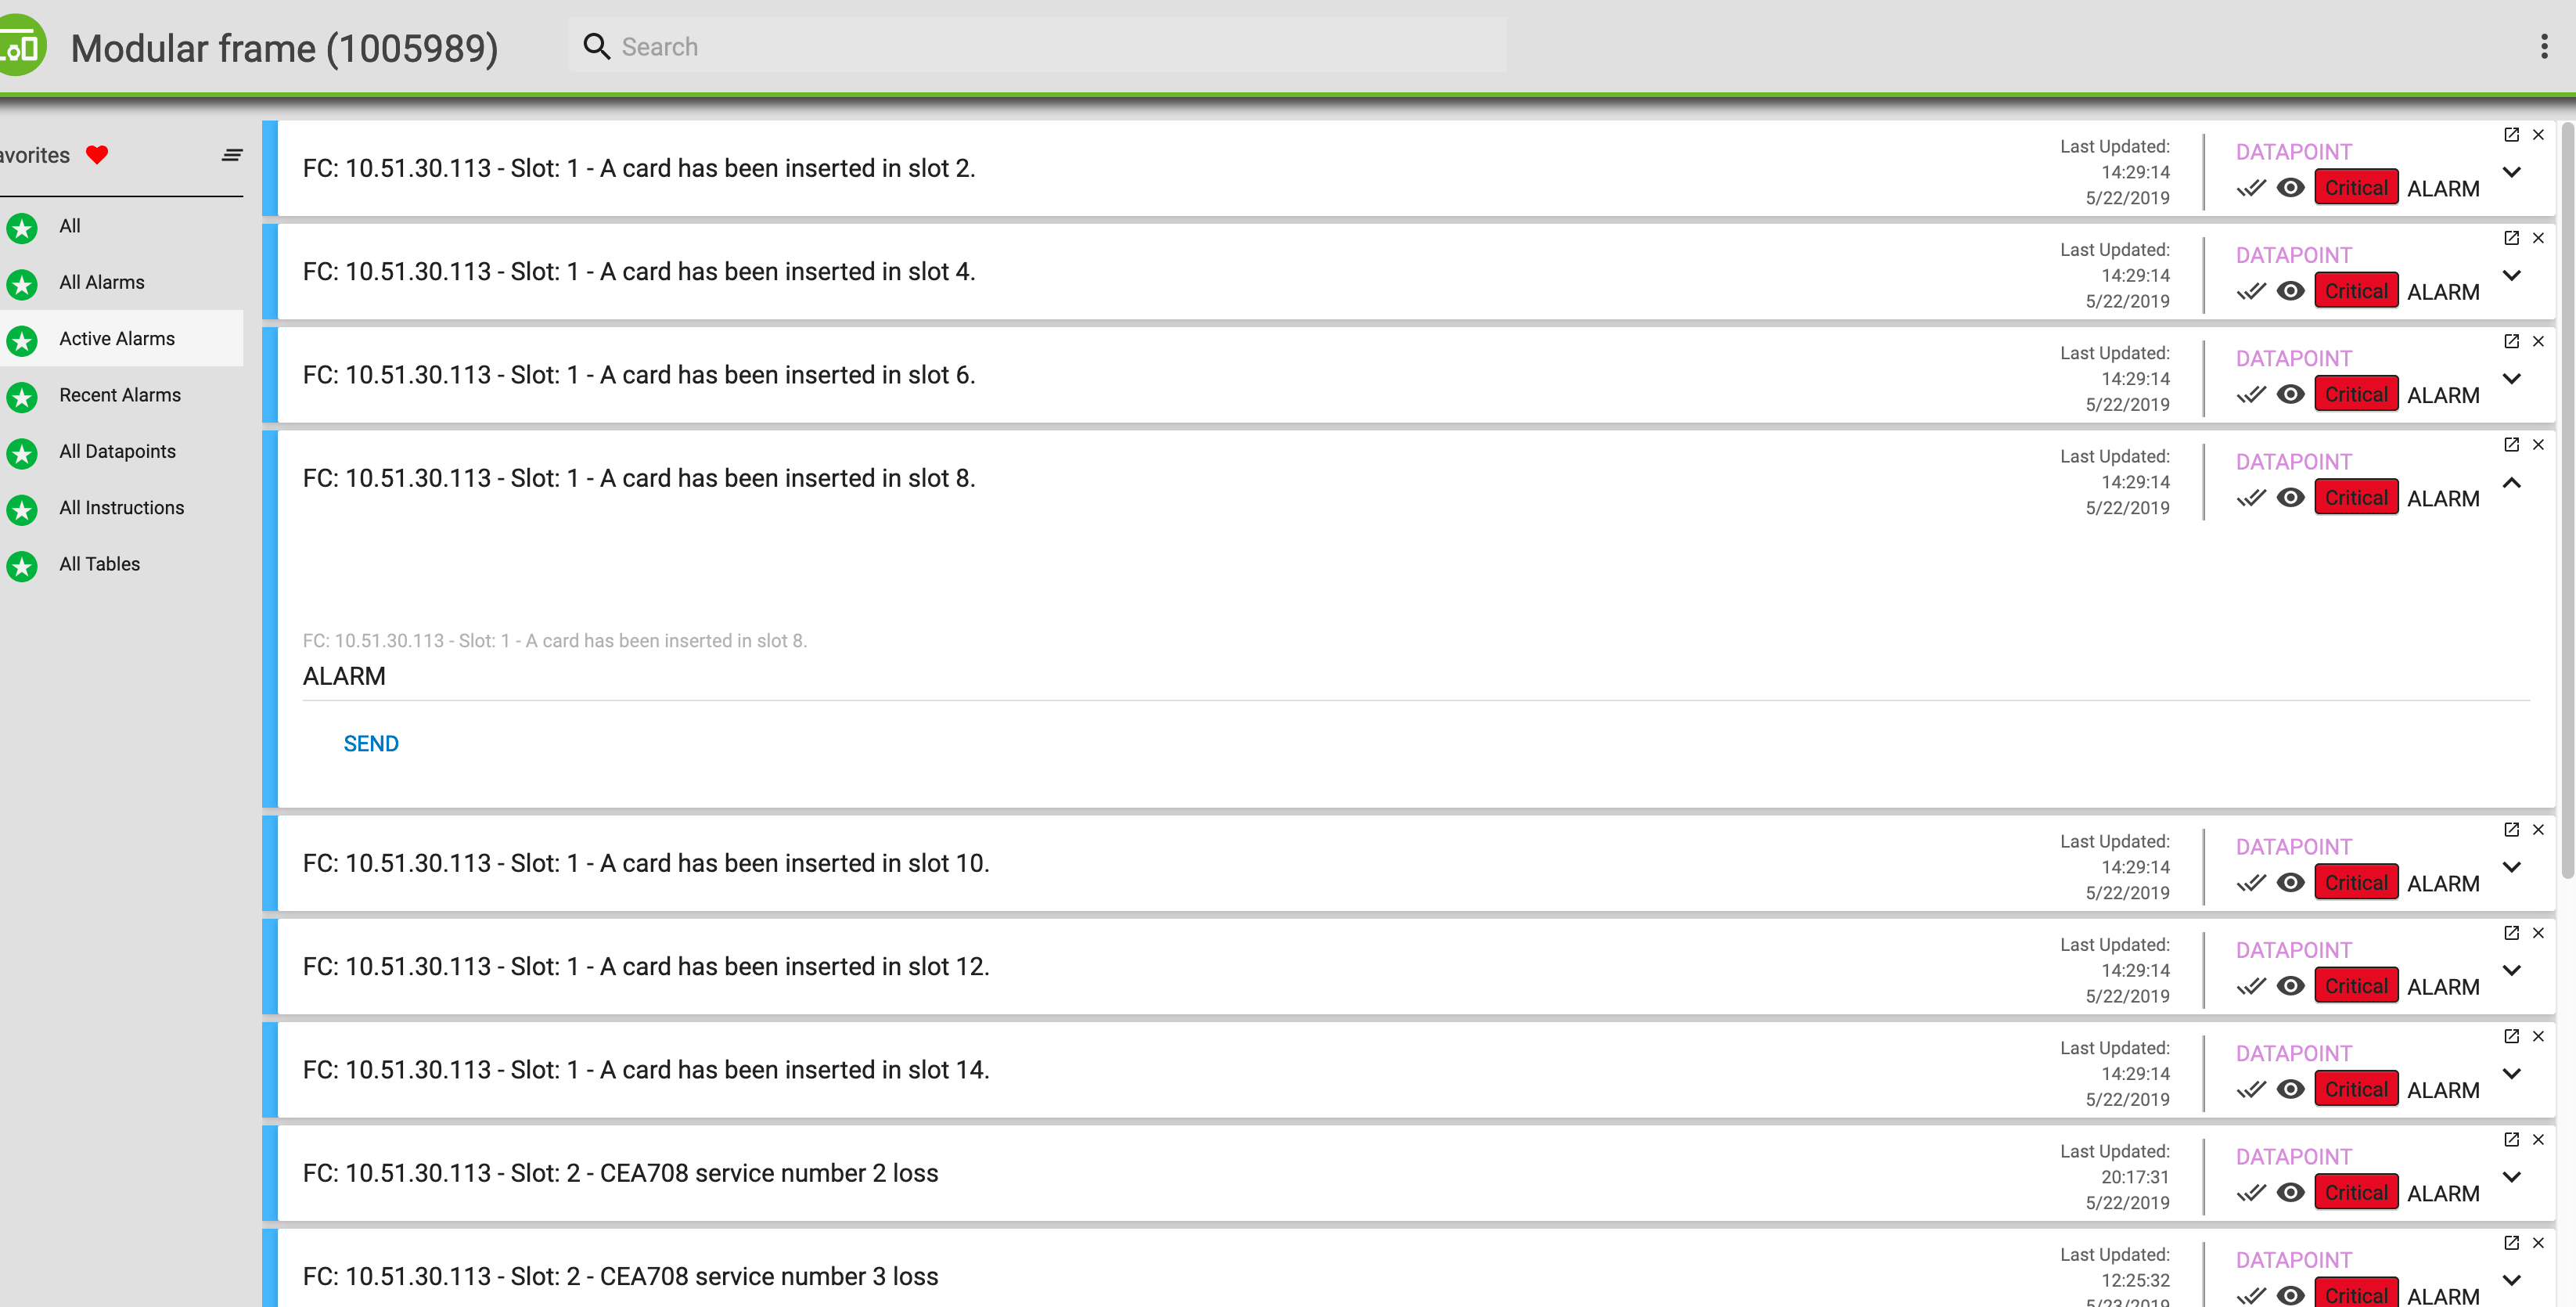 Modular frame (1005989)
Search
avorites
All
All Alarms
Active Alarms
Recent Alarms
All Datapoints
All Instructions
All Tables
FC: 10.51.30.113 - Slot: 1 - A card has been inserted in slot 2.
Last Updated:
14:29:14
5/22/2019
DATAPOINT
Critical ALARM
FC: 10.51.30.113 - Slot: 1 - A card has been inserted in slot 4.
Last Updated:
14:29:14
5/22/2019
DATAPOINT
Critical ALARM
FC: 10.51.30.113 - Slot: 1 - A card has been inserted in slot 6.
Last Updated:
14:29:14
5/22/2019
DATAPOINT
Critical ALARM
FC: 10.51.30.113 - Slot: 1 - A card has been inserted in slot 8.
Last Updated:
14:29:14
5/22/2019
DATAPOINT
Critical ALARM
FC: 10.51.30.113 - Slot: 1 - A card has been inserted in slot 8.
ALARM
SEND
FC: 10.51.30.113 - Slot: 1 - A card has been inserted in slot 10.
Last Updated:
14:29:14
5/22/2019
DATAPOINT
Critical ALARM
FC: 10.51.30.113 - Slot: 1 - A card has been inserted in slot 12.
Last Updated:
14:29:14
5/22/2019
DATAPOINT
Critical ALARM
FC: 10.51.30.113 - Slot: 1 - A card has been inserted in slot 14.
Last Updated:
14:29:14
5/22/2019
DATAPOINT
Critical ALARM
FC: 10.51.30.113 - Slot: 2 - CEA708 service number 2 loss
Last Updated:
20:17:31
5/22/2019
DATAPOINT
Critical ALARM
FC: 10.51.30.113 - Slot: 2 - CEA708 service number 3 loss
Last Updated:
12:25:32
5/23/2019
DATAPOINT
Critical ALARM